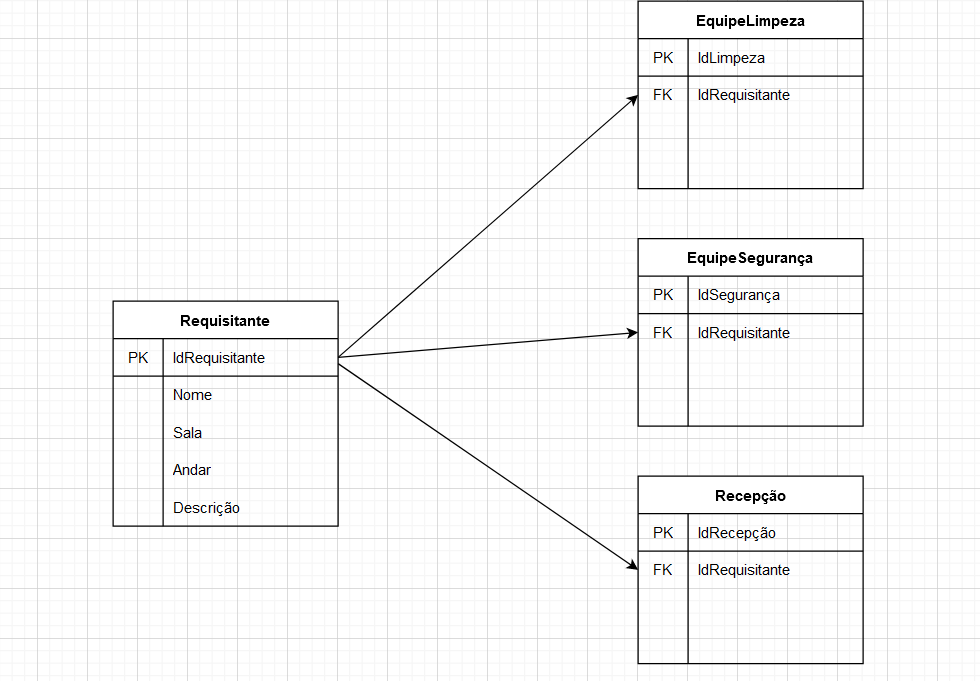 EquipeLimpeza
PK IdLimpeza
FK IdRequisitante
EquipeSegurança
PK IdSegurança
FK IdRequisitante
Requisitante
PK IdRequisitante
Nome
Sala
Andar
Descrição
Recepção
PK IdRecepção
FK IdRequisitante